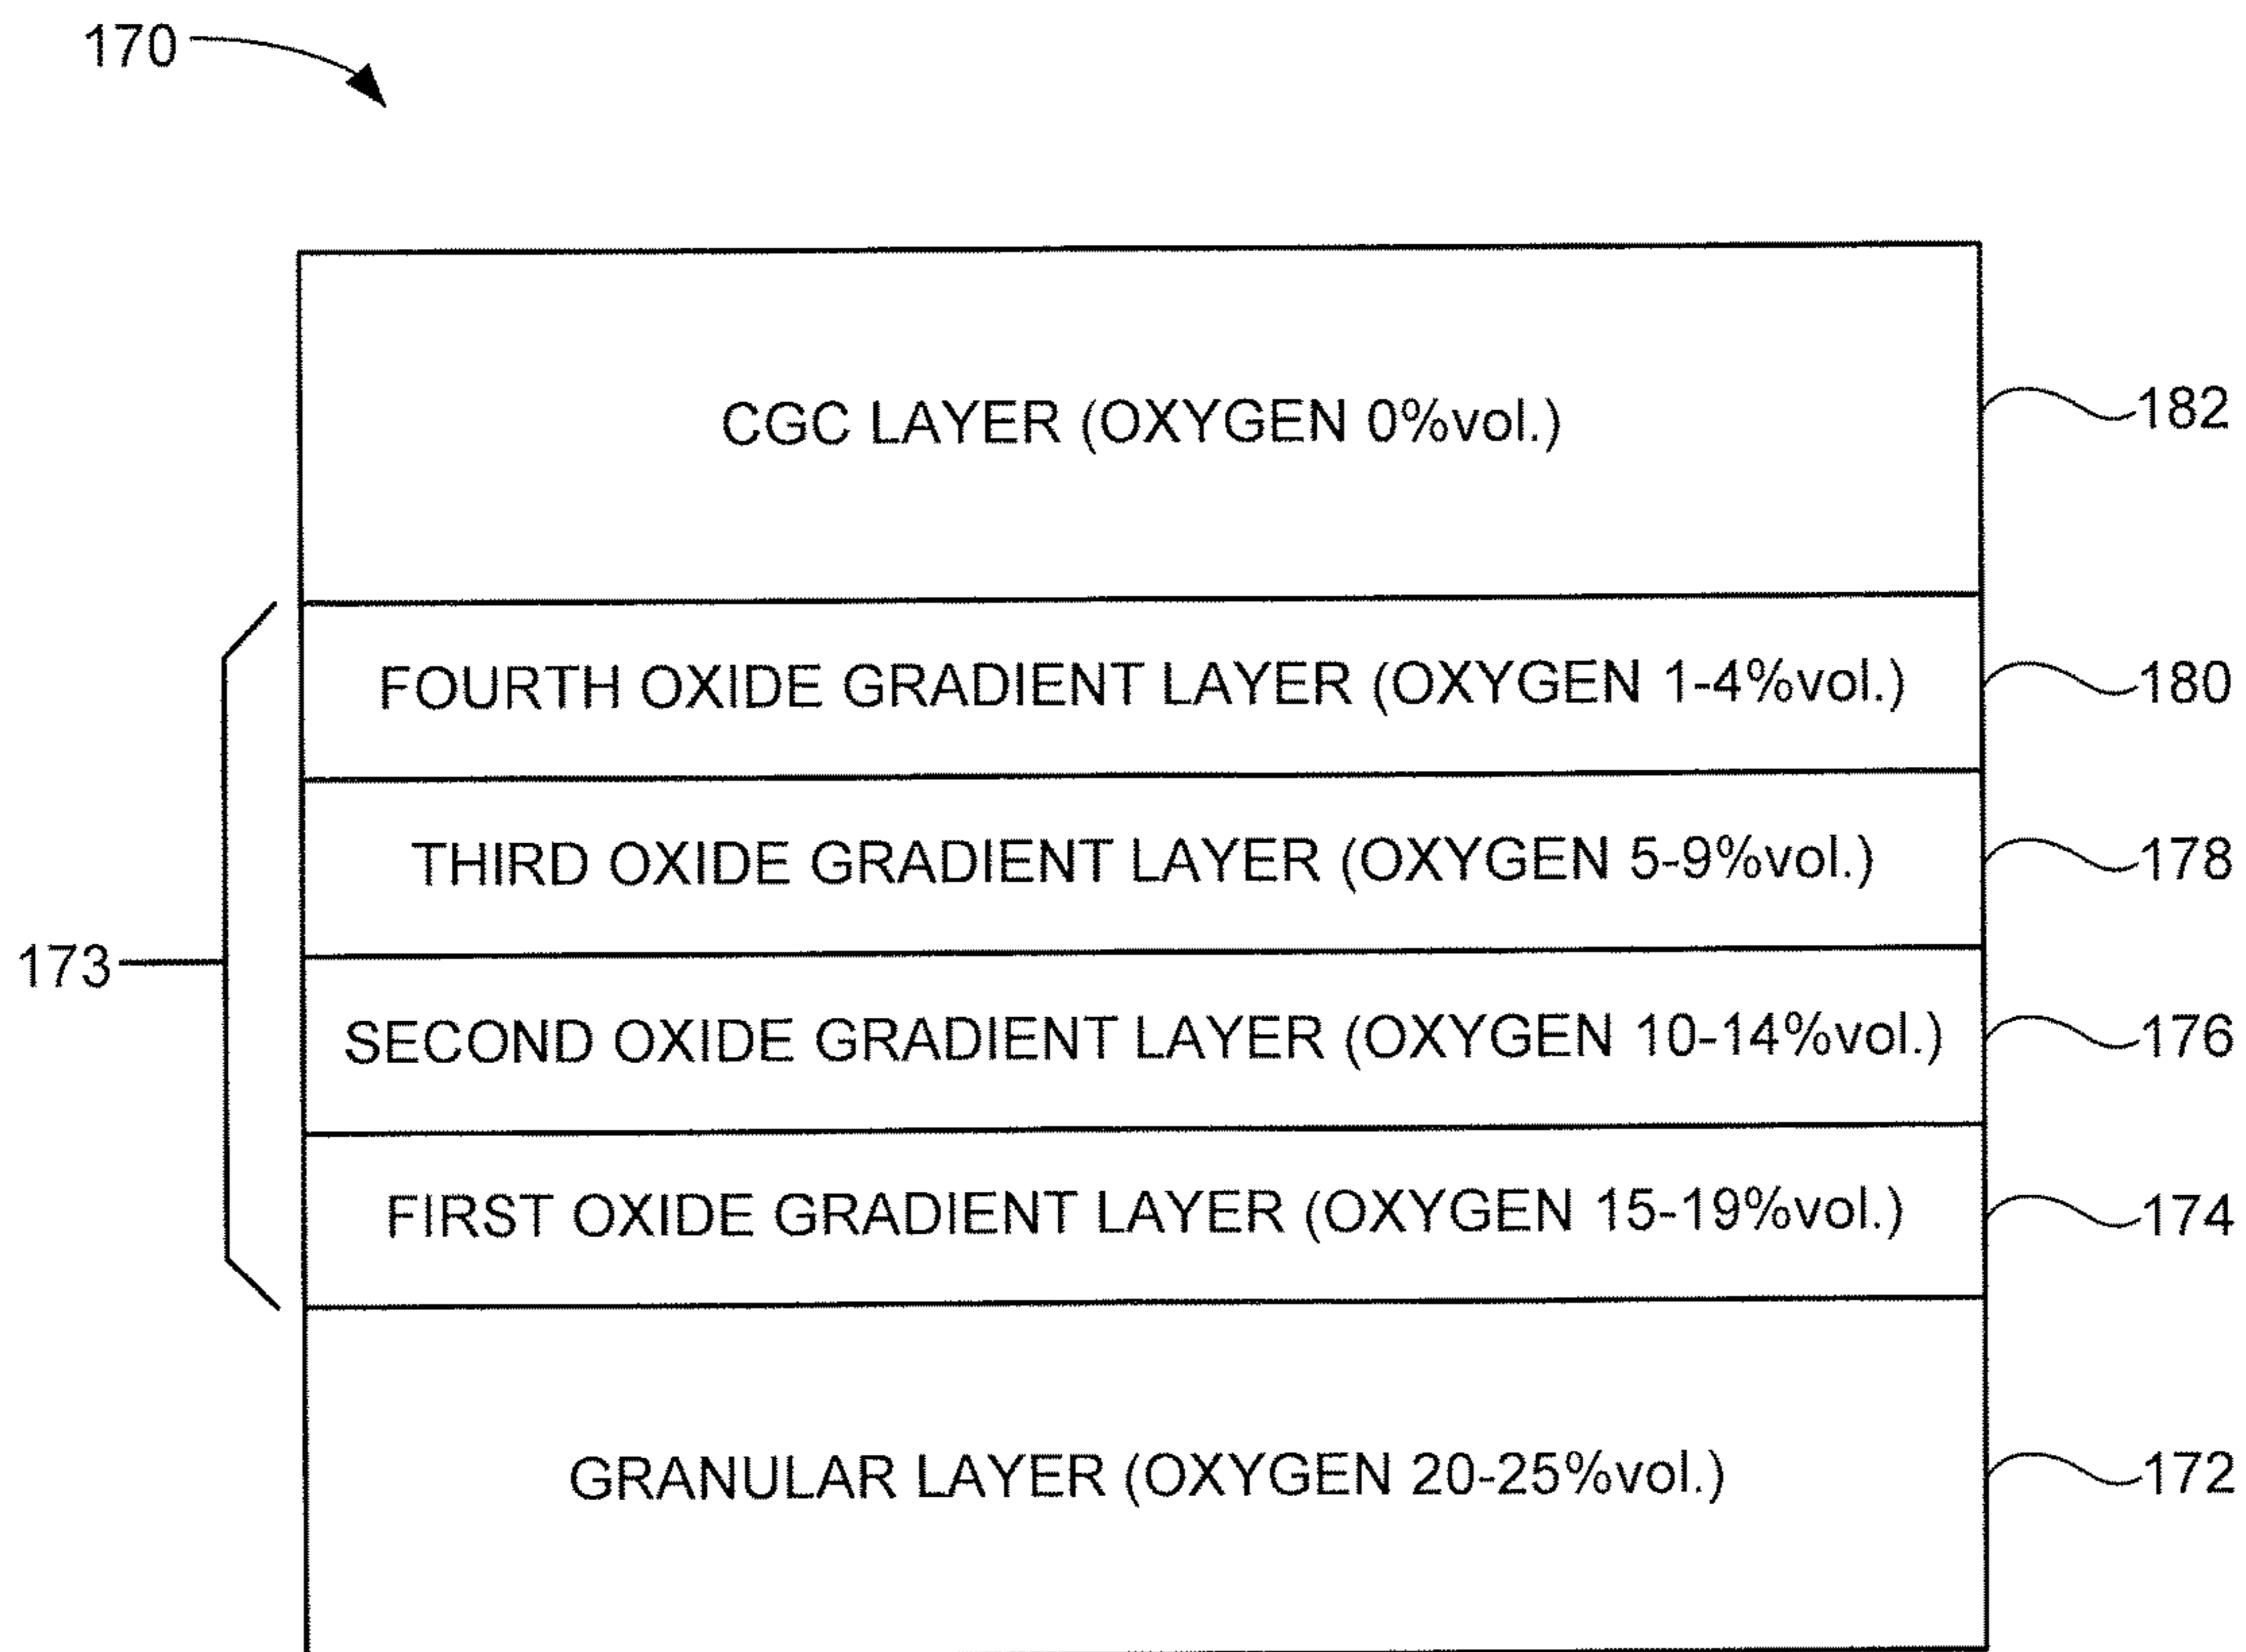 170
CGC LAYER (OXYGEN 0%vol.)
182
FOURTH OXIDE GRADIENT LAYER (OXYGEN 1-4%vol.)
180
THIRD OXIDE GRADIENT LAYER (OXYGEN 5-9%vol.)
178
173
SECOND OXIDE GRADIENT LAYER (OXYGEN 10-14%vol.)
176
FIRST OXIDE GRADIENT LAYER (OXYGEN 15-19%vol.)
174
GRANULAR LAYER (OXYGEN 20-25%vol.)
172